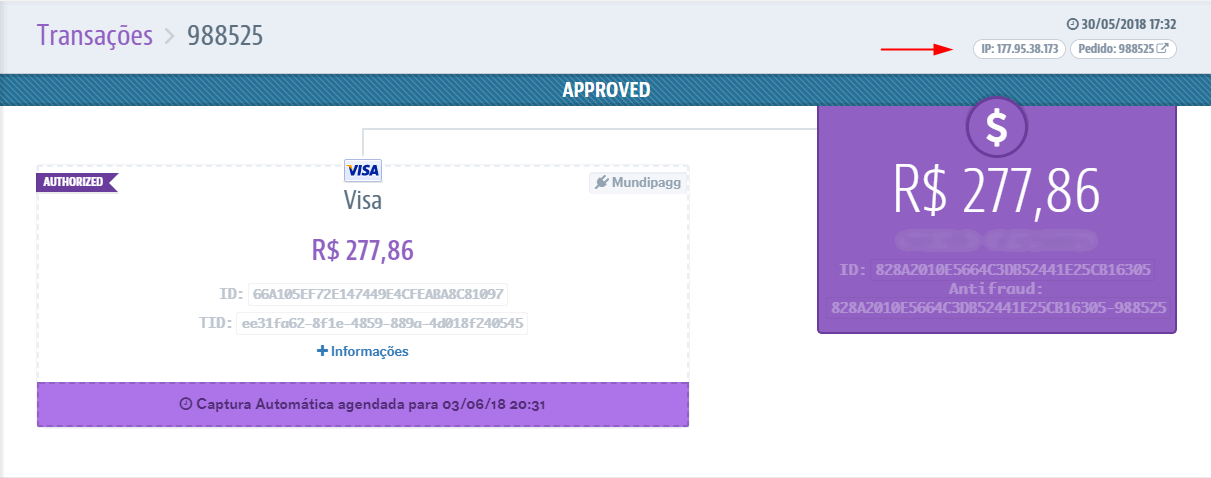 Transações > 988525
30/05/2018 17:32
IP: 177.95.38.173 Pedido: 988525
APPROVED
AUTHORIZED
VISA
Mundipagg
Visa
R$ 277,86
ID: 66A105EF72E147449E4CFEABA8C81097
TID: ee31fa62-8f1e-4859-889a-4d018f240545
+ Informações
Captura Automática agendada para 03/06/18 20:31
$
R$ 277,86
ID: 828A2010E5664C3DB52441E25CB16305
Antifraud:
828A2010E5664C3DB52441E25CB16305-988525